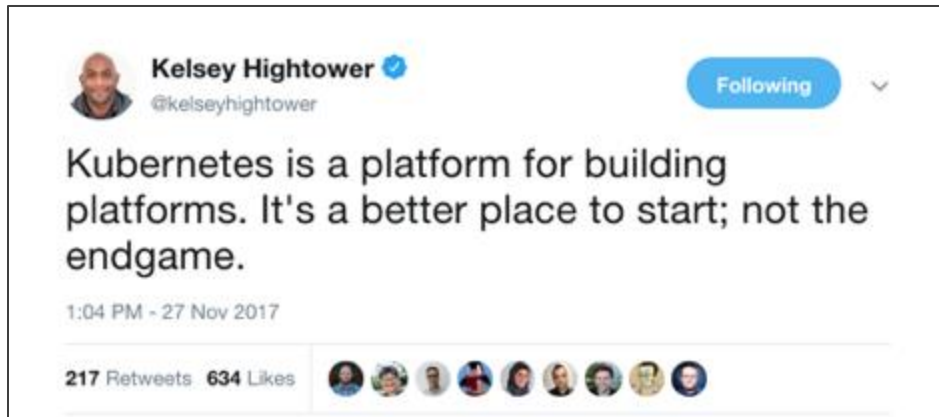 Kelsey Hightower
@kelseyhightower
Following
Kubernetes is a platform for building
platforms. It's a better place to start; not the
endgame.
1:04 PM - 27 Nov 2017
217 Retweets 634 Likes